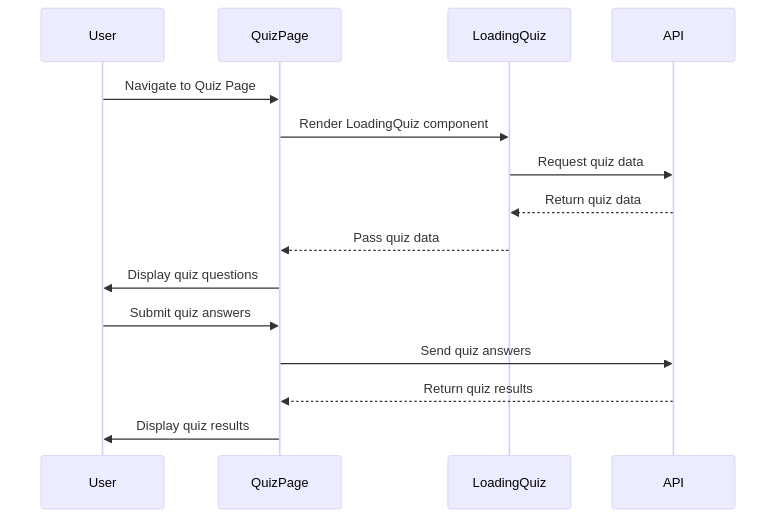 User QuizPage LoadingQuiz API
Navigate to Quiz Page
Render LoadingQuiz component
Request quiz data
Return quiz data
Pass quiz data
Display quiz questions
Submit quiz answers
Send quiz answers
Return quiz results
Display quiz results
User QuizPage LoadingQuiz API